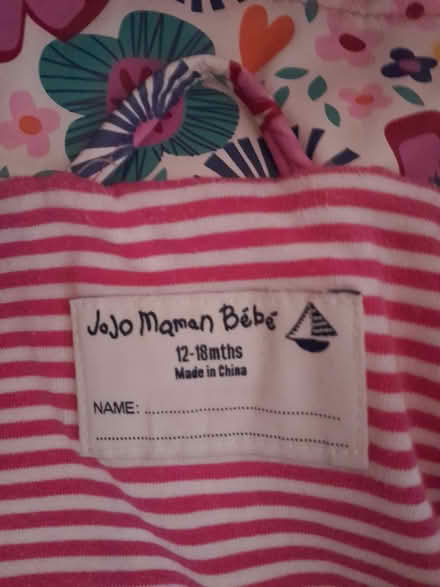 JoJo Maman Bébé
12-18mths
Made in China
NAME: ........................................
........................................................